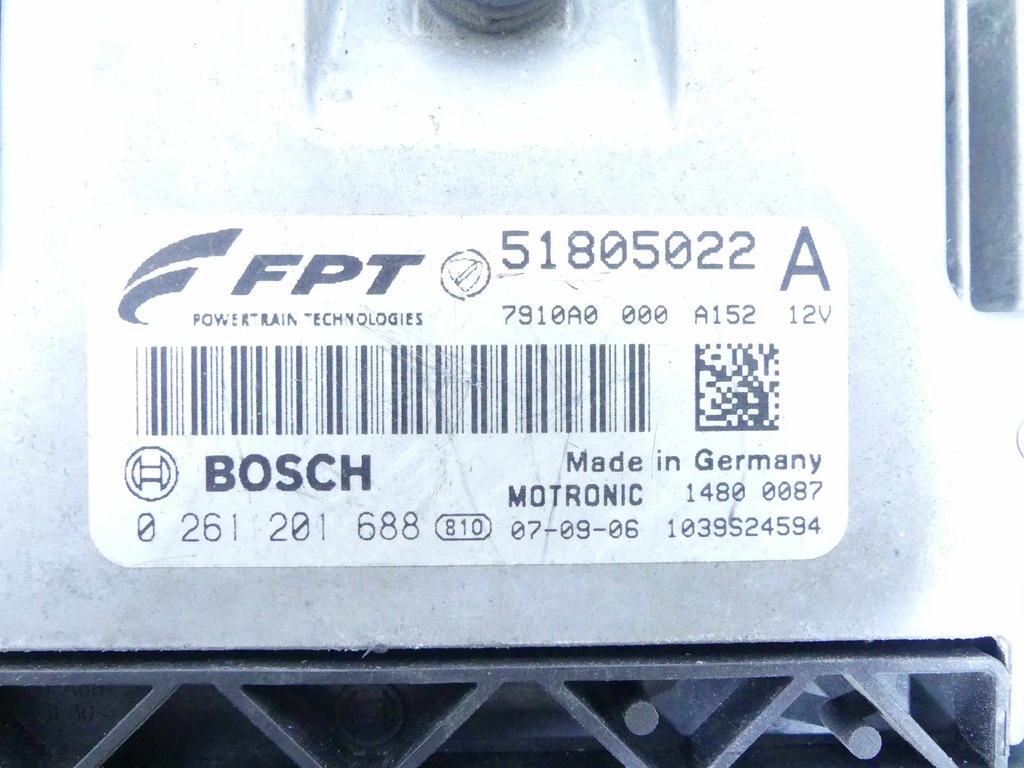 FPT 51805022 A
POWERTRAIN TECHNOLOGIES 7910A0 000 A152 12V
BOSCH Made in Germany
MOTRONIC 1480 0087
0 261 201 688 810 07-09-06 1039S24594